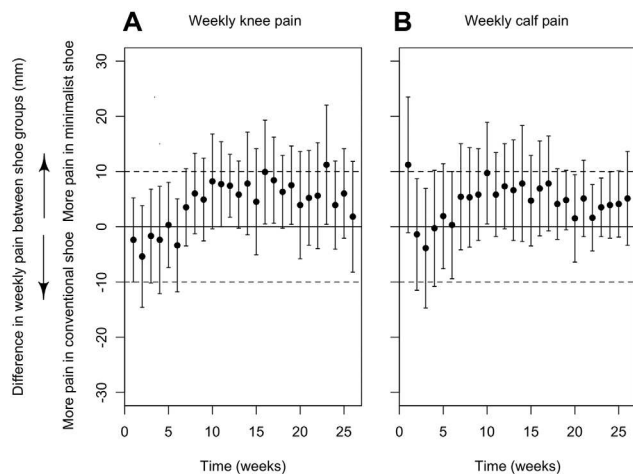 A
Weekly knee pain
B
Weekly calf pain
Difference in weekly pain between shoe groups (mm)
More pain in conventional shoe
More pain in minimalist shoe
30
20
10
0
-10
-20
-30
0 5 10 15 20 25
0 5 10 15 20 25
Time (weeks)
Time (weeks)